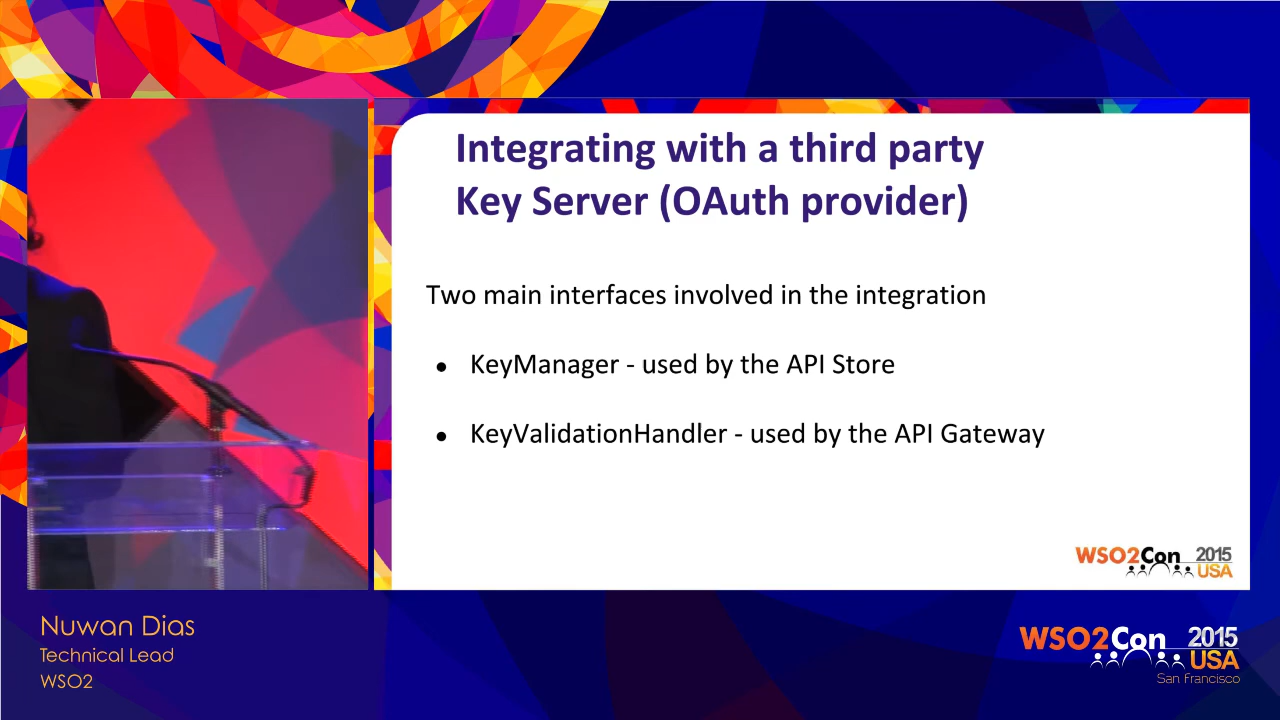 Integrating with a third party
Key Server (OAuth provider)
Two main interfaces involved in the integration
● KeyManager - used by the API Store
● KeyValidationHandler - used by the API Gateway
WSO2Con 2015
USA
Nuwan Dias
Technical Lead
WSO2
WSO2Con 2015
USA
San Francisco